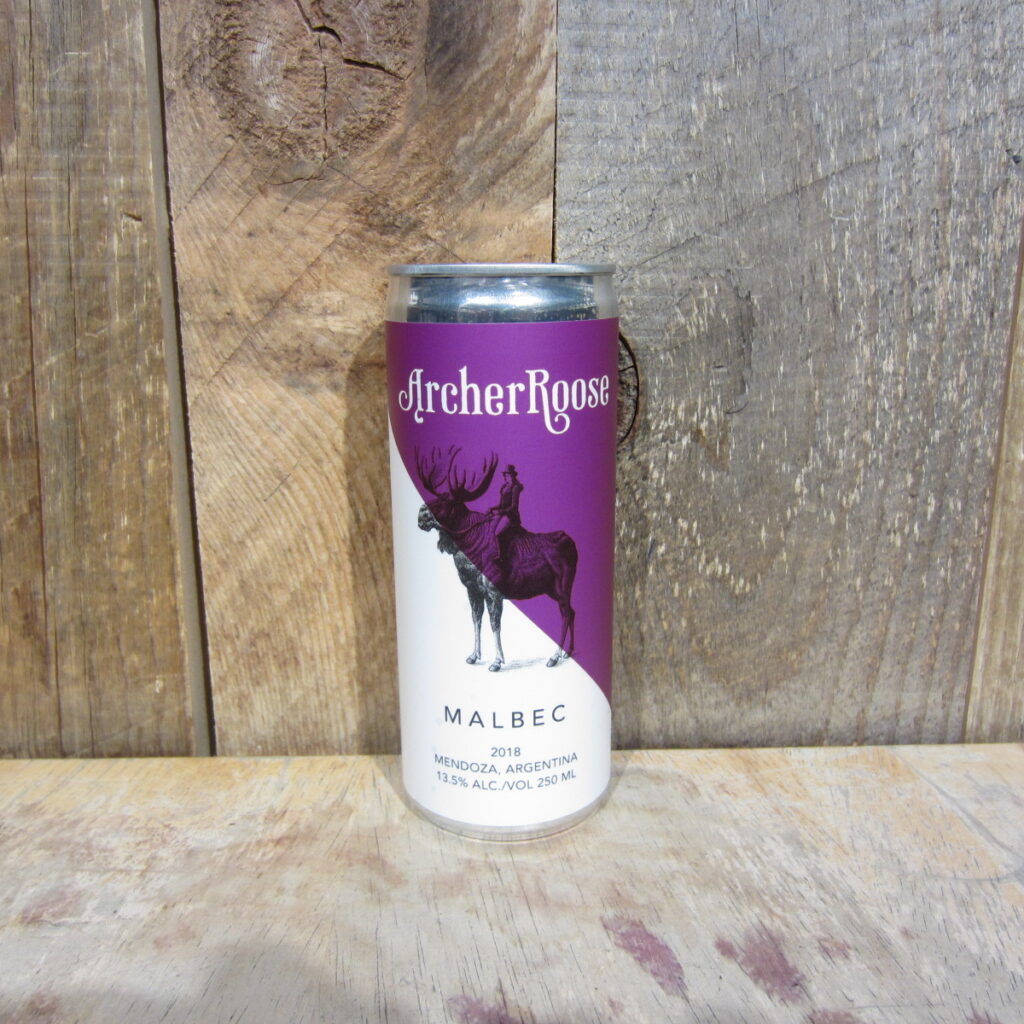 ArcherRoose
MALBEC
2018
MENDOZA, ARGENTINA
13.5% ALC./VOL 250 ML